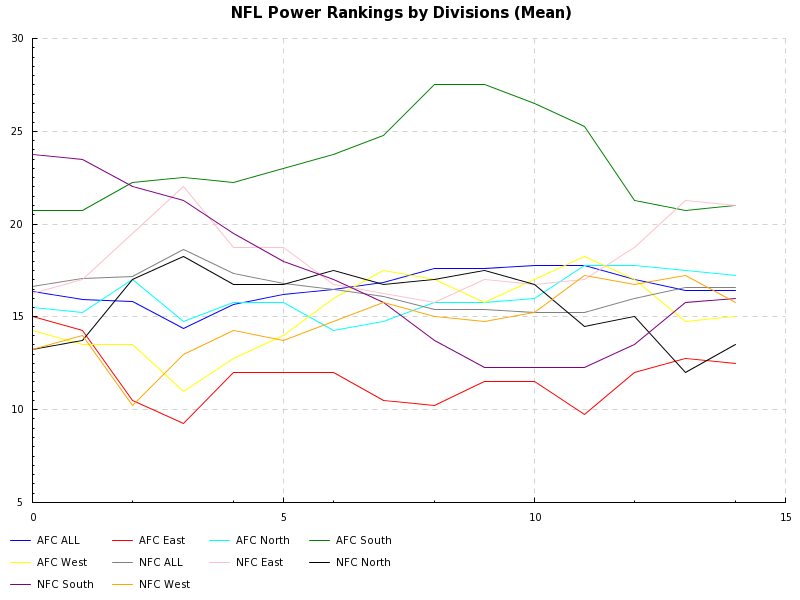 NFL Power Rankings by Divisions (Mean)
30
25
20
15
10
5
0 5 10 15
AFC ALL AFC East AFC North AFC South
AFC West NFC ALL NFC East NFC North
NFC South NFC West